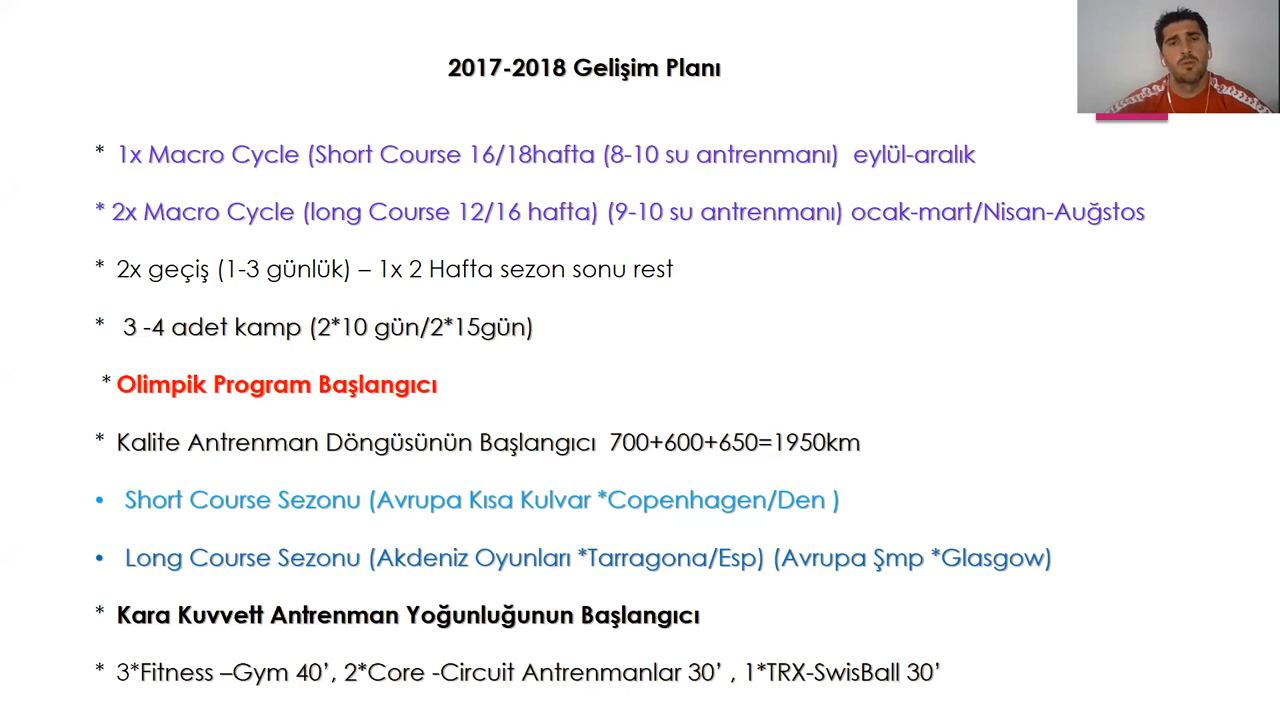 2017-2018 Gelişim Planı
* 1x Macro Cycle (Short Course 16/18hafta (8-10 su antrenmanı) eylül-aralık
* 2x Macro Cycle (long Course 12/16 hafta) (9-10 su antrenmanı) ocak-mart/Nisan-Auğstos
* 2x geçiş (1-3 günlük) – 1x 2 Hafta sezon sonu rest
* 3 -4 adet kamp (2*10 gün/2*15gün)
* Olimpik Program Başlangıcı
* Kalite Antrenman Döngüsünün Başlangıcı 700+600+650=1950km
• Short Course Sezonu (Avrupa Kısa Kulvar *Copenhagen/Den )
• Long Course Sezonu (Akdeniz Oyunları *Tarragona/Esp) (Avrupa Şmp *Glasgow)
* Kara Kuvvett Antrenman Yoğunluğunun Başlangıcı
* 3*Fitness –Gym 40’, 2*Core -Circuit Antrenmanlar 30’ , 1*TRX-SwisBall 30’